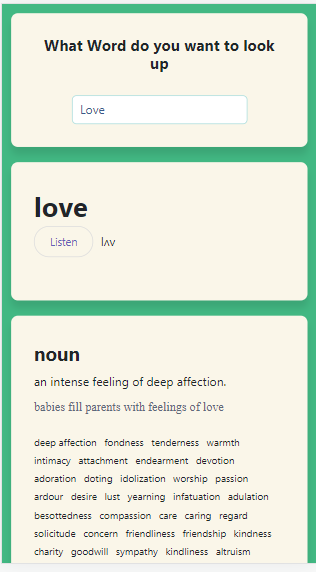 What Word do you want to look
up
Love
love
Listen lʌv
noun
an intense feeling of deep affection.
babies fill parents with feelings of love
deep affection fondness tenderness warmth
intimacy attachment endearment devotion
adoration doting idolization worship passion
ardour desire lust yearning infatuation adulation
besottedness compassion care caring regard
solicitude concern friendliness friendship kindness
charity goodwill sympathy kindliness altruism